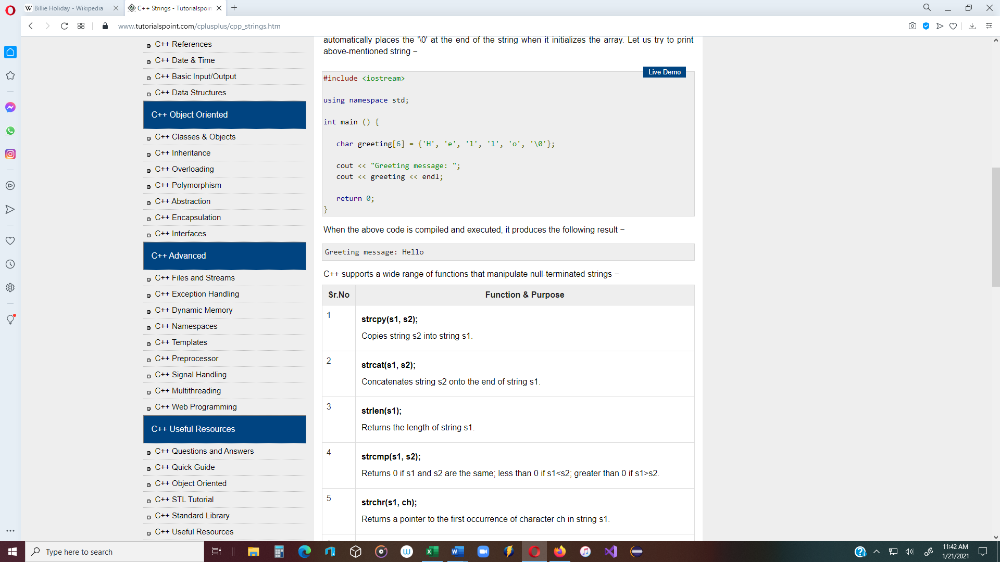 Billie Holiday - Wikipedia
C++ Strings - Tutorialspoin
www.tutorialspoint.com/cplusplus/cpp_strings.htm
C++ References
C++ Date & Time
C++ Basic Input/Output
C++ Data Structures
C++ Object Oriented
C++ Classes & Objects
C++ Inheritance
C++ Overloading
C++ Polymorphism
C++ Abstraction
C++ Encapsulation
C++ Interfaces
C++ Advanced
C++ Files and Streams
C++ Exception Handling
C++ Dynamic Memory
C++ Namespaces
C++ Templates
C++ Preprocessor
C++ Signal Handling
C++ Multithreading
C++ Web Programming
C++ Useful Resources
C++ Questions and Answers
C++ Quick Guide
C++ Object Oriented
C++ STL Tutorial
C++ Standard Library
C++ Useful Resources
automatically places the '\0' at the end of the string when it initializes the array. Let us try to print
above-mentioned string −
Live Demo
#include <iostream>
using namespace std;
int main () {
char greeting[6] = {'H', 'e', 'l', 'l', 'o', '\0'};
cout << "Greeting message: ";
cout << greeting << endl;
return 0;
}
When the above code is compiled and executed, it produces the following result −
Greeting message: Hello
C++ supports a wide range of functions that manipulate null-terminated strings −
Sr.No Function & Purpose
1
strcpy(s1, s2);
Copies string s2 into string s1.
2
strcat(s1, s2);
Concatenates string s2 onto the end of string s1.
3
strlen(s1);
Returns the length of string s1.
4
strcmp(s1, s2);
Returns 0 if s1 and s2 are the same; less than 0 if s1<s2; greater than 0 if s1>s2.
5
strchr(s1, ch);
Returns a pointer to the first occurrence of character ch in string s1.
Type here to search
11:42 AM
1/21/2021